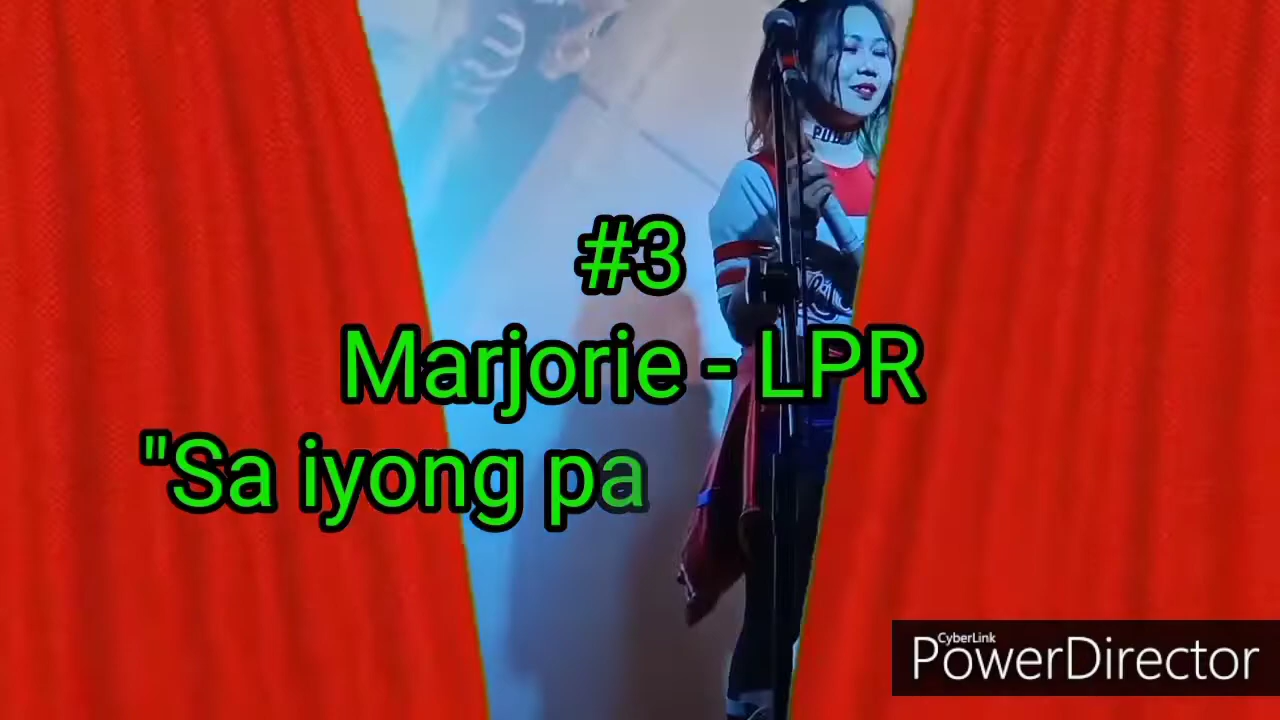 #3
Marjorie - LPR
"Sa iyong pa
CyberLink
PowerDirector